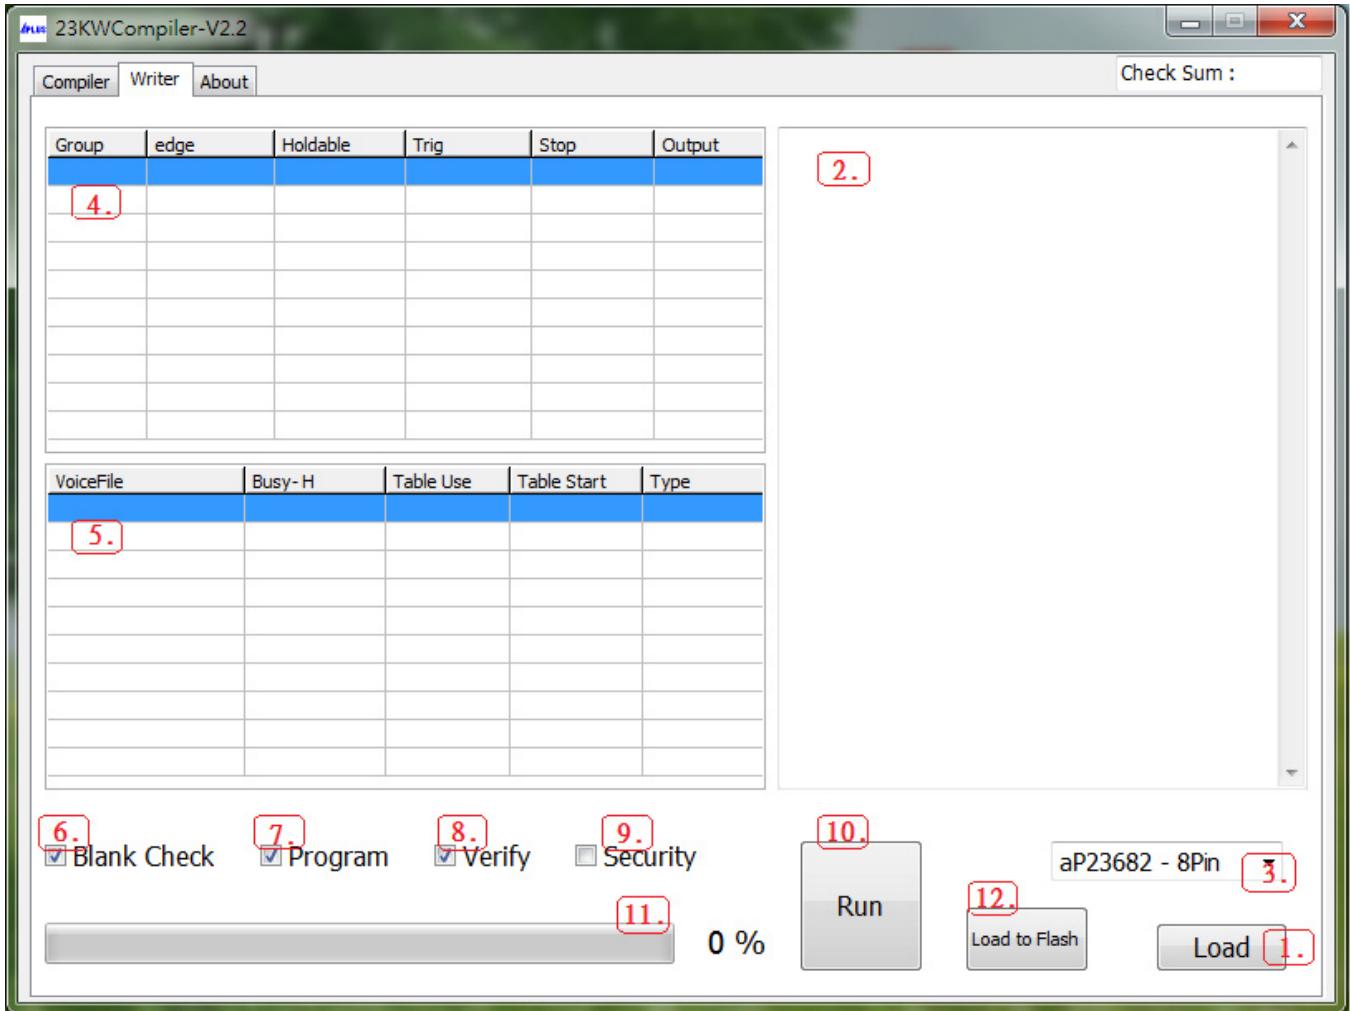 APLUS 23KWCompiler-V2.2
Compiler Writer About Check Sum :
Group edge Holdable Trig Stop Output
2.
4.
VoiceFile Busy-H Table Use Table Start Type
5.
6. 7. 8. 9. 10.
Blank Check Program Verify Security
aP23682 - 8Pin 3.
Run
12.
11.
0 %
Load to Flash
Load 1.